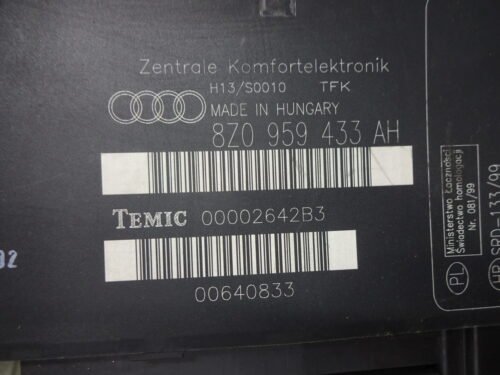 Zentrale Komfortelektronik
H13/S0010 TFK
MADE IN HUNGARY
8Z0 959 433 AH
TEMIC 00002642B3
00640833
Ministerstwo Łączności
Świadectwo homologacji
Nr. 081/99
PL
HR